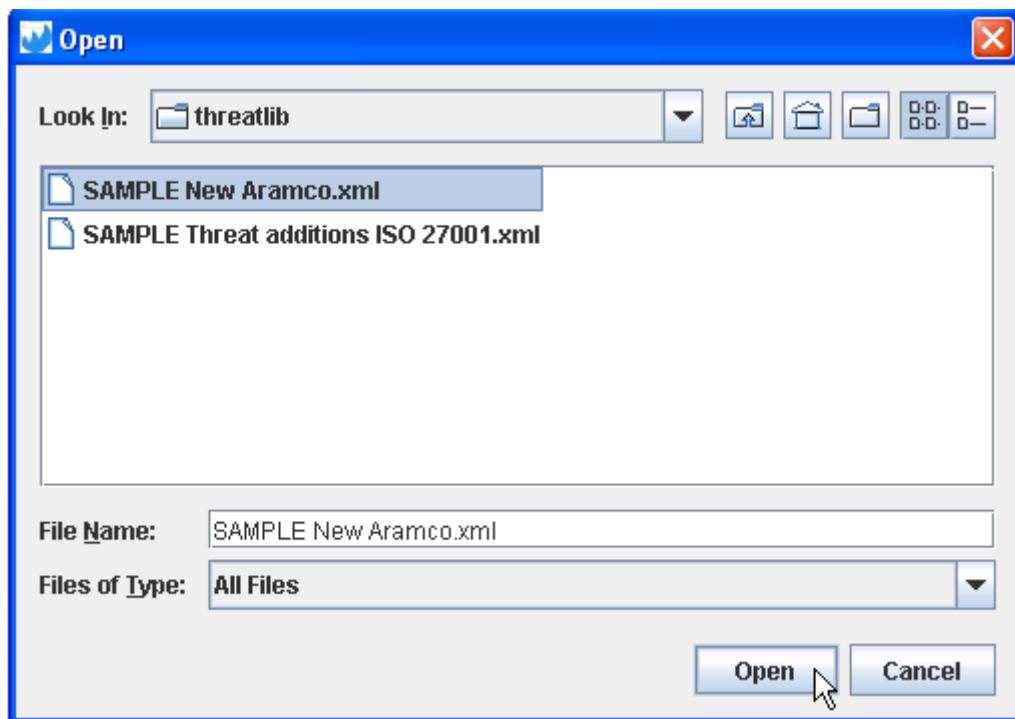 Open
Look In: threatlib
SAMPLE New Aramco.xml
SAMPLE Threat additions ISO 27001.xml
File Name: SAMPLE New Aramco.xml
Files of Type: All Files
Open Cancel